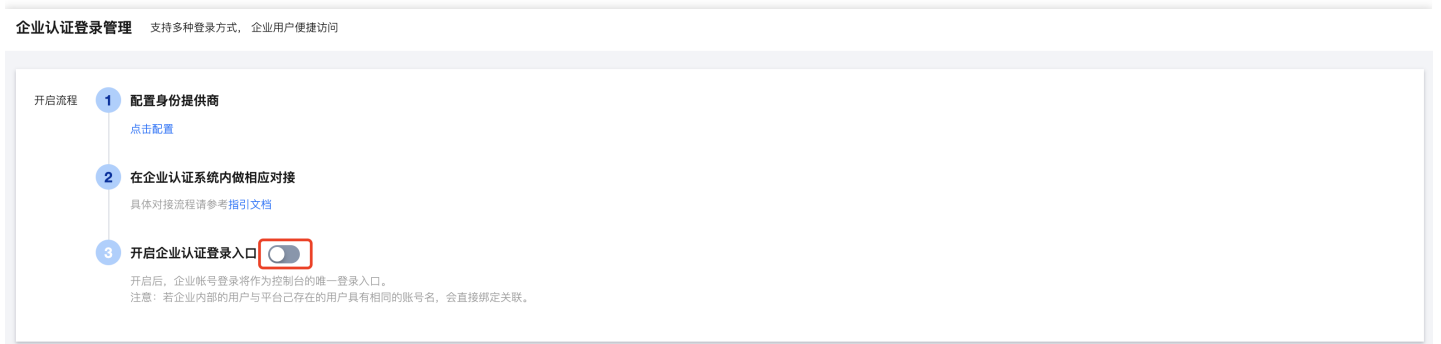 企业认证登录管理 支持多种登录方式, 企业用户便捷访问
开启流程 1 配置身份提供商
点击配置
2 在企业认证系统内做相应对接
具体对接流程请参考指引文档
3 开启企业认证登录入口
开启后，企业帐号登录将作为控制台的唯一登录入口。
注意：若企业内部的用户与平台己存在的用户具有相同的账号名，会直接绑定关联。